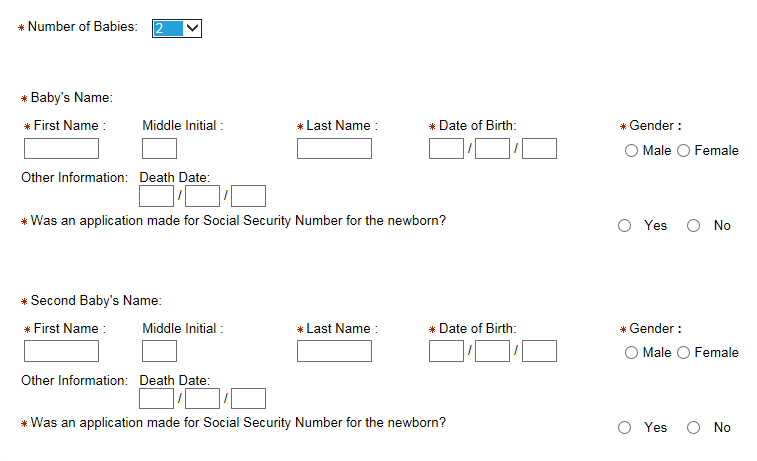 * Number of Babies: 2
* Baby's Name:
* First Name : Middle Initial : * Last Name : * Date of Birth: * Gender :
/ / Male Female
Other Information: Death Date:
/ /
* Was an application made for Social Security Number for the newborn? Yes No
* Second Baby's Name:
* First Name : Middle Initial : * Last Name : * Date of Birth: * Gender :
/ / Male Female
Other Information: Death Date:
/ /
* Was an application made for Social Security Number for the newborn? Yes No